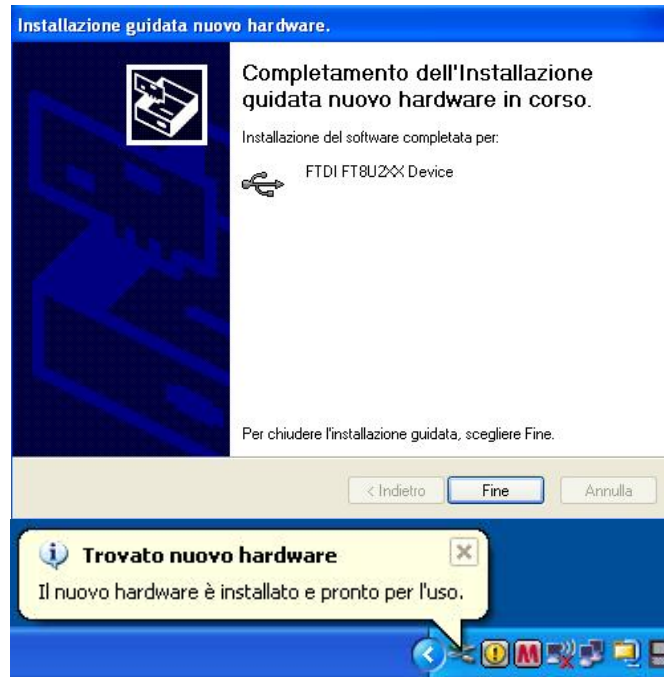 Installazione guidata nuovo hardware.
Completamento dell'Installazione
guidata nuovo hardware in corso.
Installazione del software completata per:
FTDI FT8U2XX Device
Per chiudere l'installazione guidata, scegliere Fine.
< Indietro
Fine
Annulla
Trovato nuovo hardware
Il nuovo hardware è installato e pronto per l'uso.